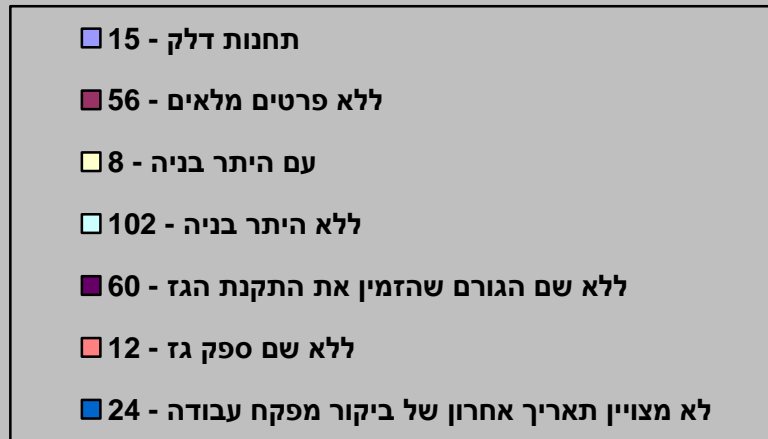 תחנות דלק - 15
ללא פרטים מלאים - 56
עם היתר בניה - 8
ללא היתר בניה - 102
ללא שם הגורם שהזמין את התקנת הגז - 60
ללא שם ספק גז - 12
לא מצויין תאריך אחרון של ביקור מפקח עבודה - 24